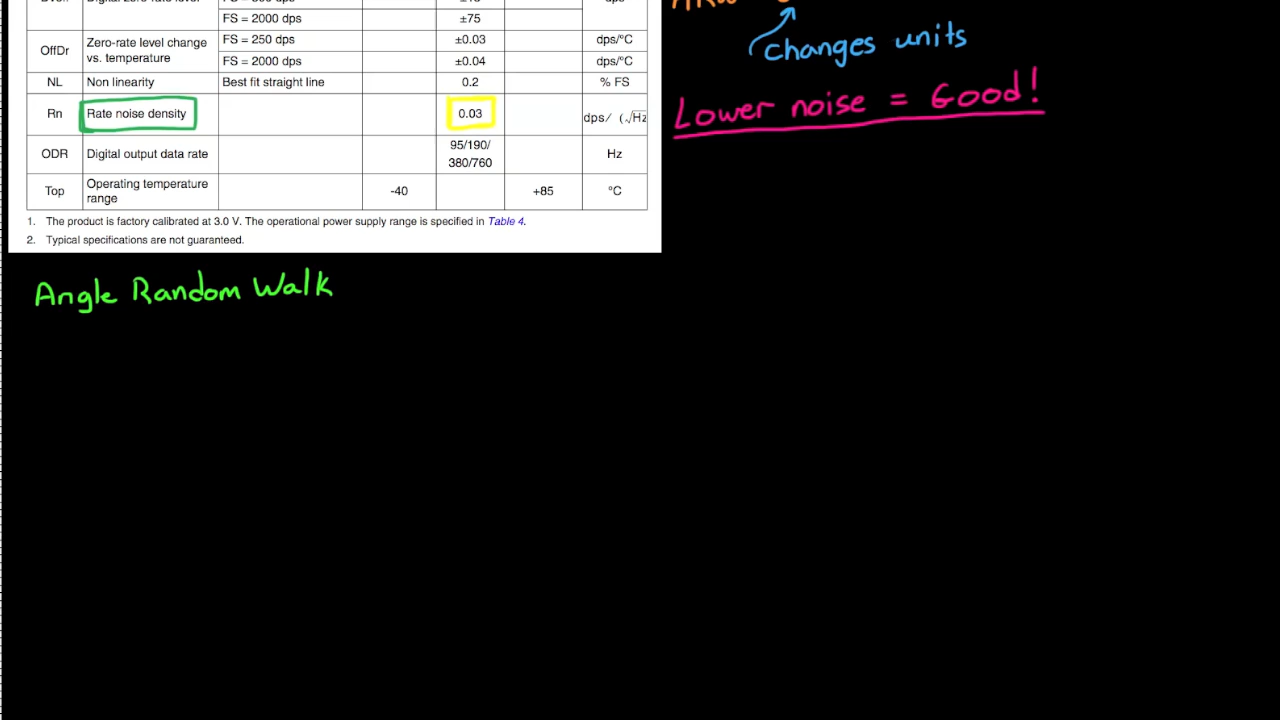 FS = 2000 dps ±75
OffDr Zero-rate level change vs. temperature FS = 250 dps ±0.03 dps/°C
FS = 2000 dps ±0.04 dps/°C
NL Non linearity Best fit straight line 0.2 % FS
Rn Rate noise density 0.03 dps/ (√Hz
ODR Digital output data rate 95/190/
380/760 Hz
Top Operating temperature
range -40 +85 °C
1. The product is factory calibrated at 3.0 V. The operational power supply range is specified in Table 4.
2. Typical specifications are not guaranteed.
changes units
Lower noise = Good!
Angle Random Walk